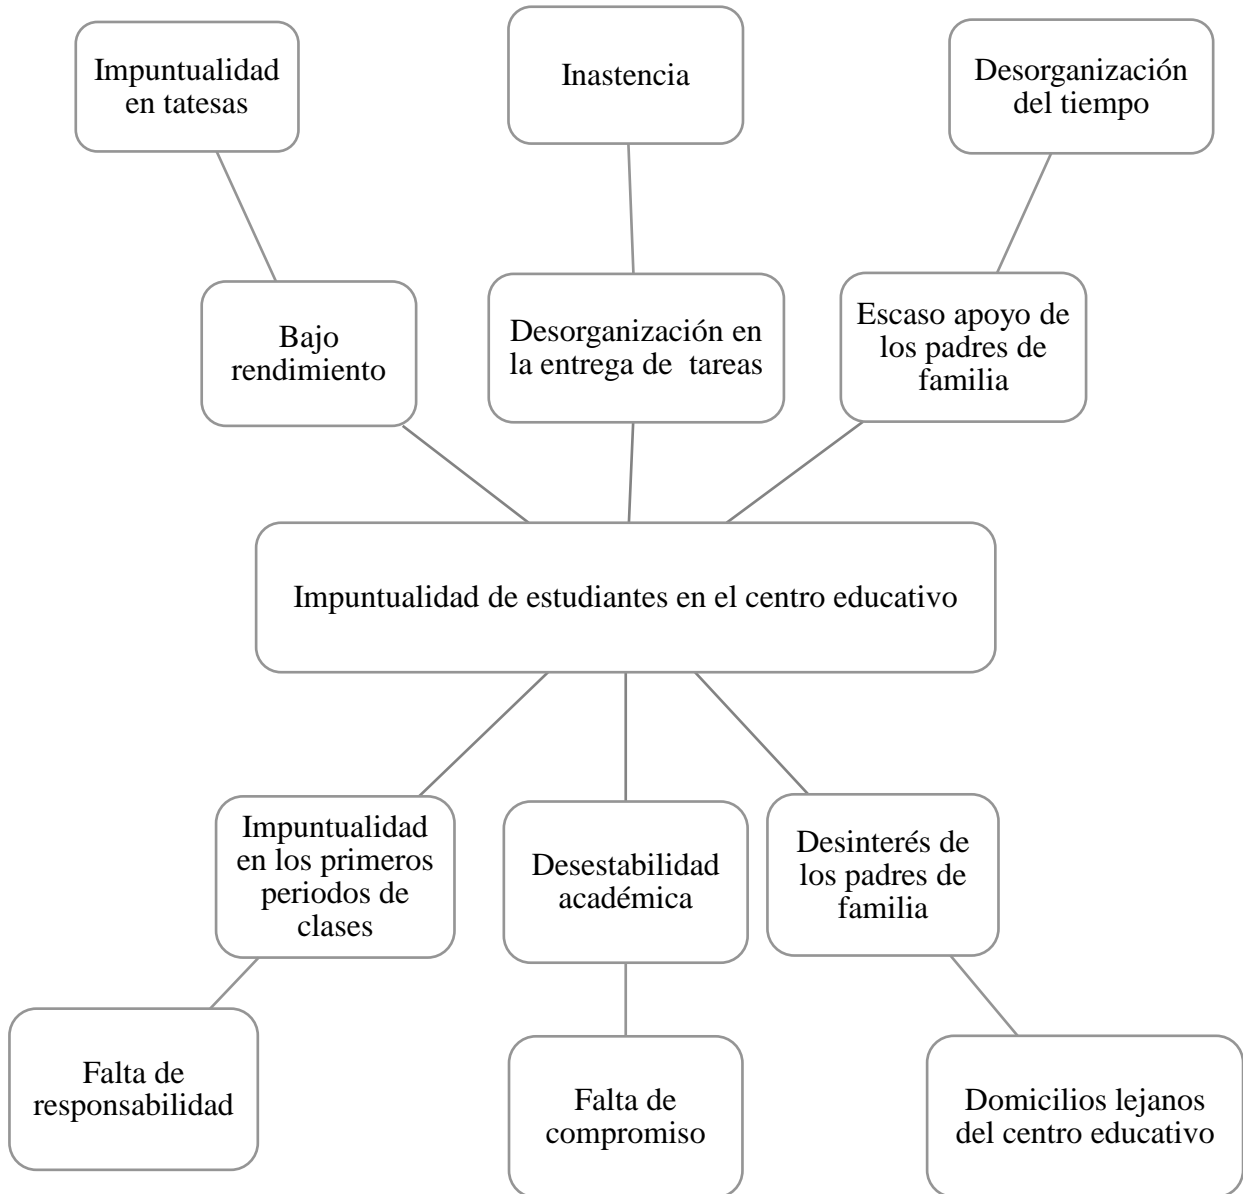 Impuntualidad
en tatesas
Inastencia
Desorganización
del tiempo
Bajo
rendimiento
Desorganización en
la entrega de  tareas
Escaso apoyo de
los padres de
familia
Impuntualidad de estudiantes en el centro educativo
Impuntualidad
en los primeros
periodos de
clases
Desestabilidad
académica
Desinterés de
los padres de
familia
Falta de
responsabilidad
Falta de
compromiso
Domicilios lejanos
del centro educativo